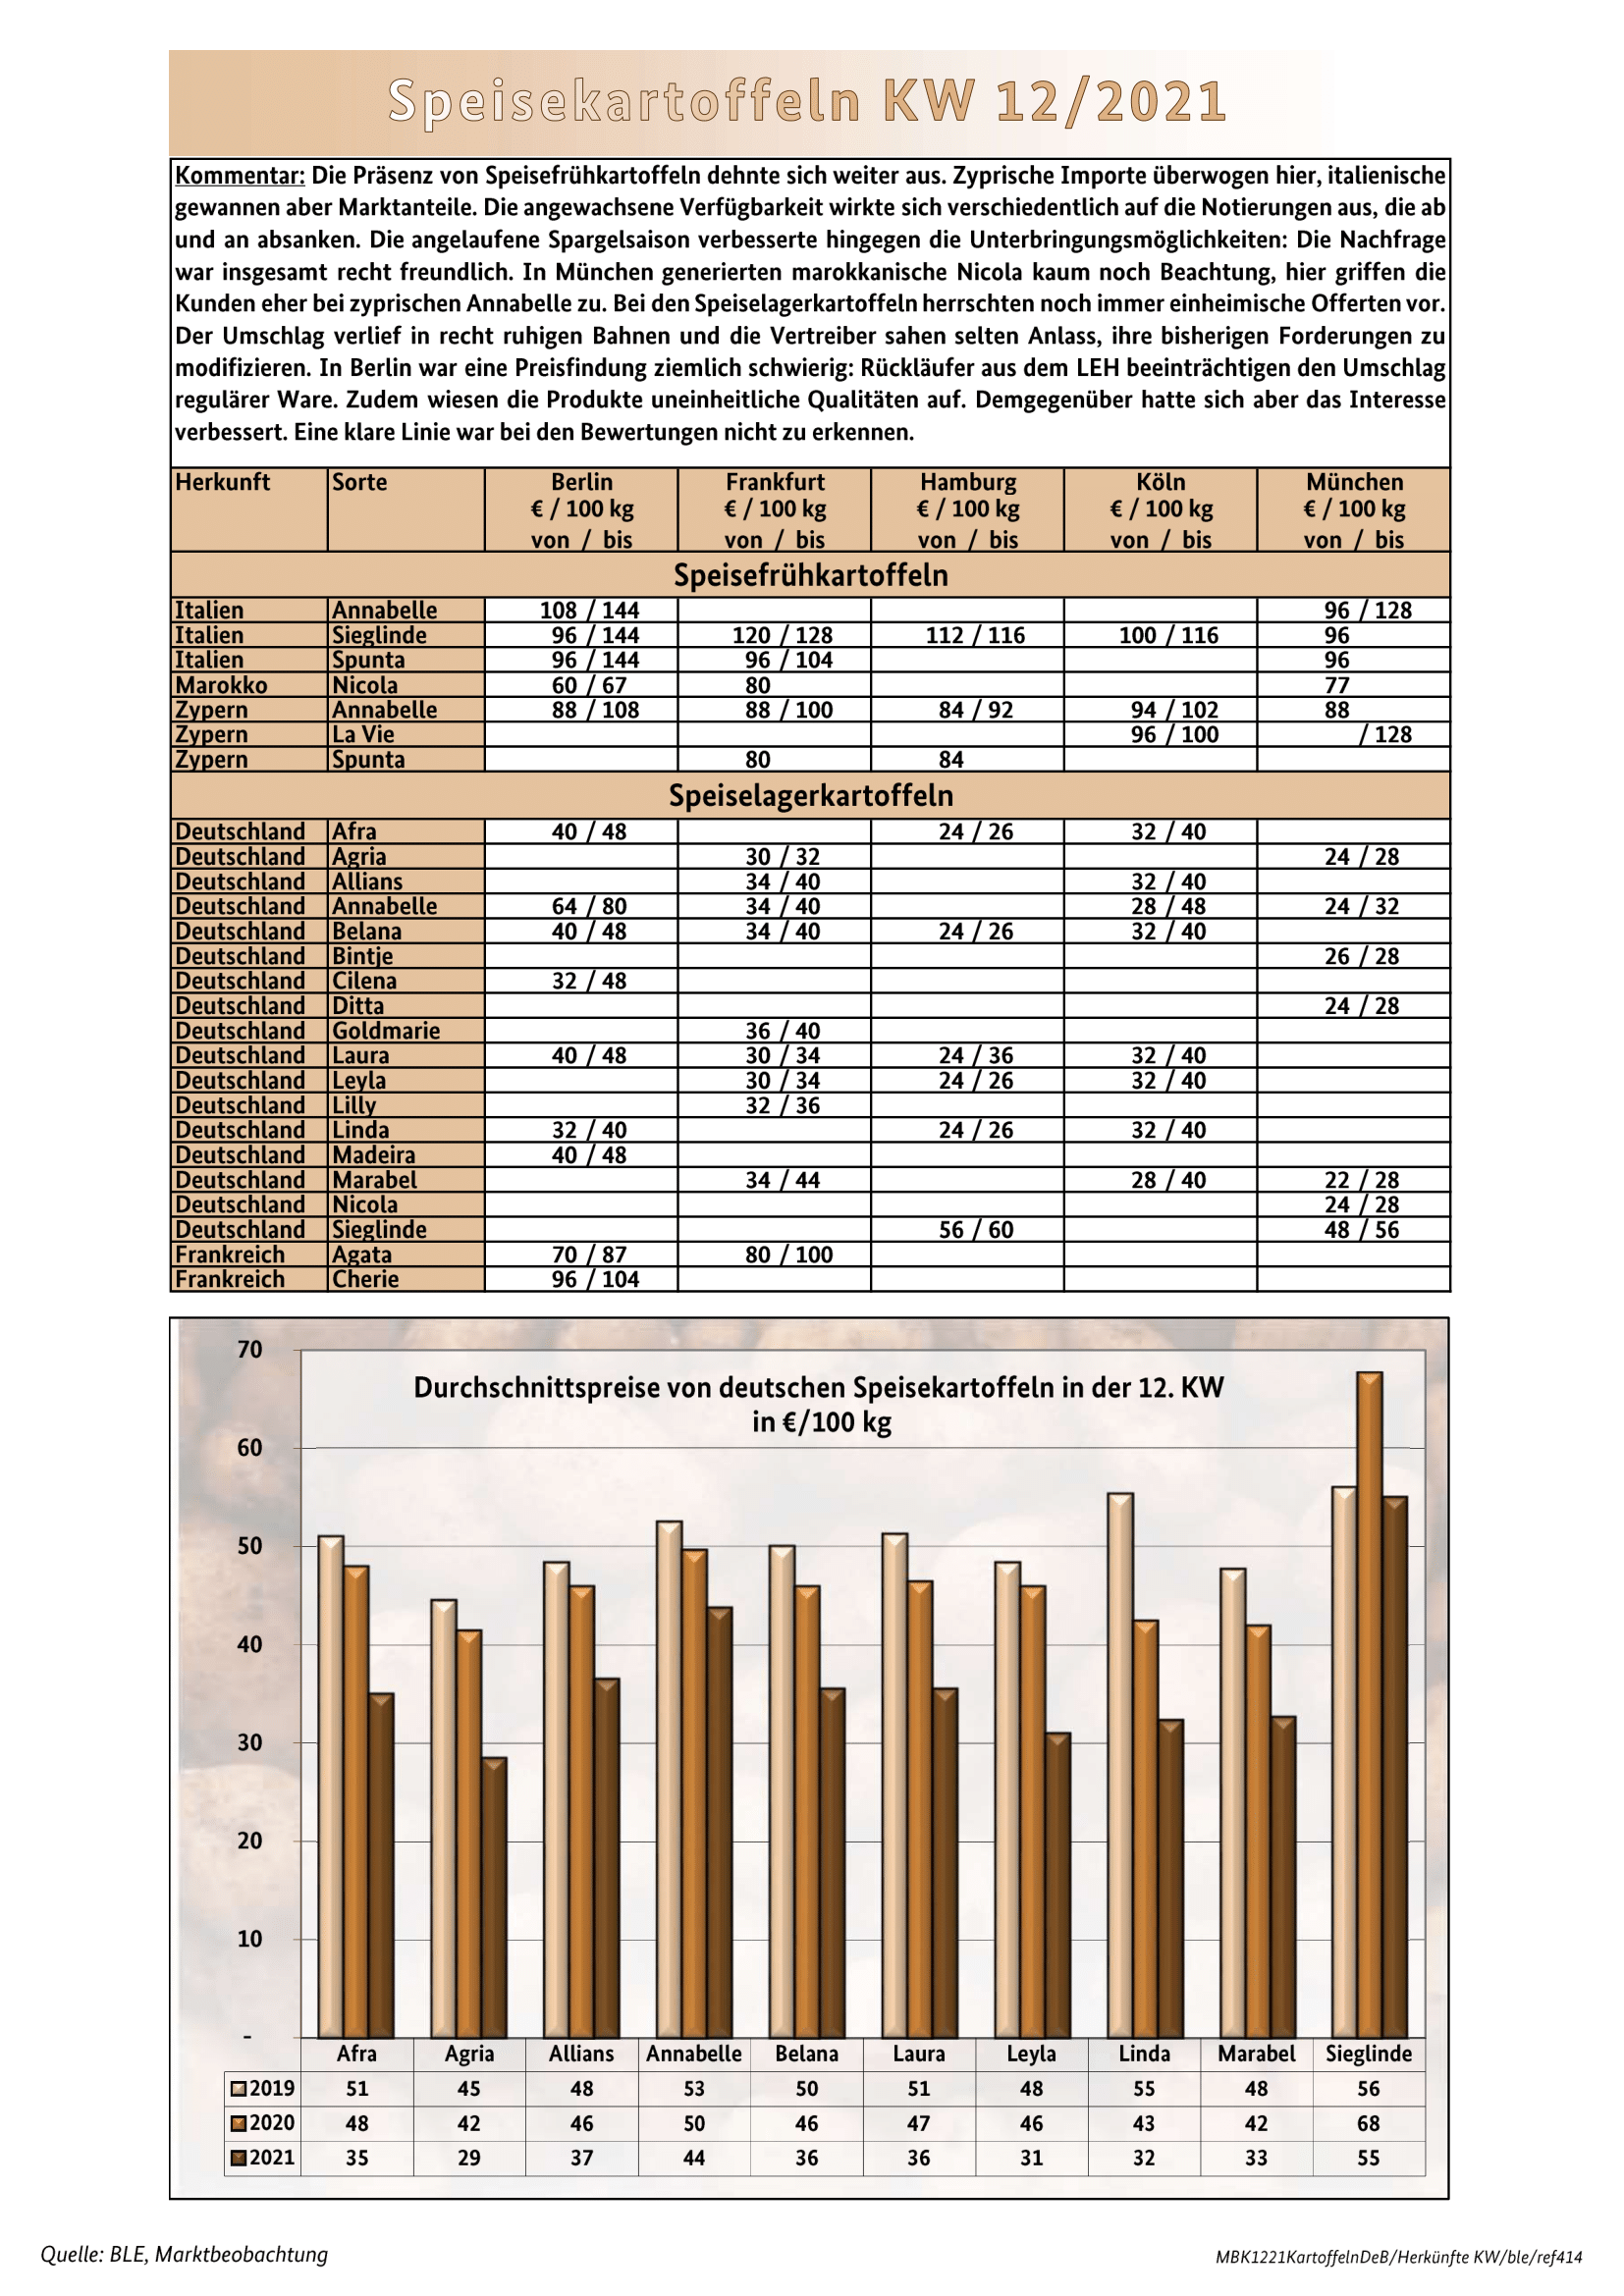 Speisekartoffeln KW 12/2021
Kommentar: Die Präsenz von Speisefrühkartoffeln dehnte sich weiter aus. Zyprische Importe überwogen hier, italienische
gewannen aber Marktanteile. Die angewachsene Verfügbarkeit wirkte sich verschiedentlich auf die Notierungen aus, die ab
und an absanken. Die angelaufene Spargelsaison verbesserte hingegen die Unterbringungsmöglichkeiten: Die Nachfrage
war insgesamt recht freundlich. In München generierten marokkanische Nicola kaum noch Beachtung, hier griffen die
Kunden eher bei zyprischen Annabelle zu. Bei den Speiselagerkartoffeln herrschten noch immer einheimische Offerten vor.
Der Umschlag verlief in recht ruhigen Bahnen und die Vertreiber sahen selten Anlass, ihre bisherigen Forderungen zu
modifizieren. In Berlin war eine Preisfindung ziemlich schwierig: Rückläufer aus dem LEH beeinträchtigen den Umschlag
regulärer Ware. Zudem wiesen die Produkte uneinheitliche Qualitäten auf. Demgegenüber hatte sich aber das Interesse
verbessert. Eine klare Linie war bei den Bewertungen nicht zu erkennen.
Herkunft Sorte Berlin Frankfurt Hamburg Köln München
€ / 100 kg € / 100 kg € / 100 kg € / 100 kg € / 100 kg
von / bis von / bis von / bis von / bis von / bis
Speisefrühkartoffeln
Italien Annabelle 108 / 144 96 / 128
Italien Sieglinde 96 / 144 120 / 128 112 / 116 100 / 116 96
Italien Spunta 96 / 144 96 / 104 96
Marokko Nicola 60 / 67 80 77
Zypern Annabelle 88 / 108 88 / 100 84 / 92 94 / 102 88
Zypern La Vie 96 / 100 / 128
Zypern Spunta 80 84
Speiselagerkartoffeln
Deutschland Afra 40 / 48 24 / 26 32 / 40
Deutschland Agria 30 / 32 24 / 28
Deutschland Allians 34 / 40 32 / 40
Deutschland Annabelle 64 / 80 34 / 40 28 / 48 24 / 32
Deutschland Belana 40 / 48 34 / 40 24 / 26 32 / 40
Deutschland Bintje 26 / 28
Deutschland Cilena 32 / 48
Deutschland Ditta 24 / 28
Deutschland Goldmarie 36 / 40
Deutschland Laura 40 / 48 30 / 34 24 / 36 32 / 40
Deutschland Leyla 30 / 34 24 / 26 32 / 40
Deutschland Lilly 32 / 36
Deutschland Linda 32 / 40 24 / 26 32 / 40
Deutschland Madeira 40 / 48
Deutschland Marabel 34 / 44 28 / 40 22 / 28
Deutschland Nicola 24 / 28
Deutschland Sieglinde 56 / 60 48 / 56
Frankreich Agata 70 / 87 80 / 100
Frankreich Cherie 96 / 104
Durchschnittspreise von deutschen Speisekartoffeln in der 12. KW
in €/100 kg
70
60
50
40
30
20
10
-
Afra Agria Allians Annabelle Belana Laura Leyla Linda Marabel Sieglinde
2019 51 45 48 53 50 51 48 55 48 56
2020 48 42 46 50 46 47 46 43 42 68
2021 35 29 37 44 36 36 31 32 33 55
Quelle: BLE, Marktbeobachtung
MBK1221KartoffelnDeB/Herkünfte KW/ble/ref414